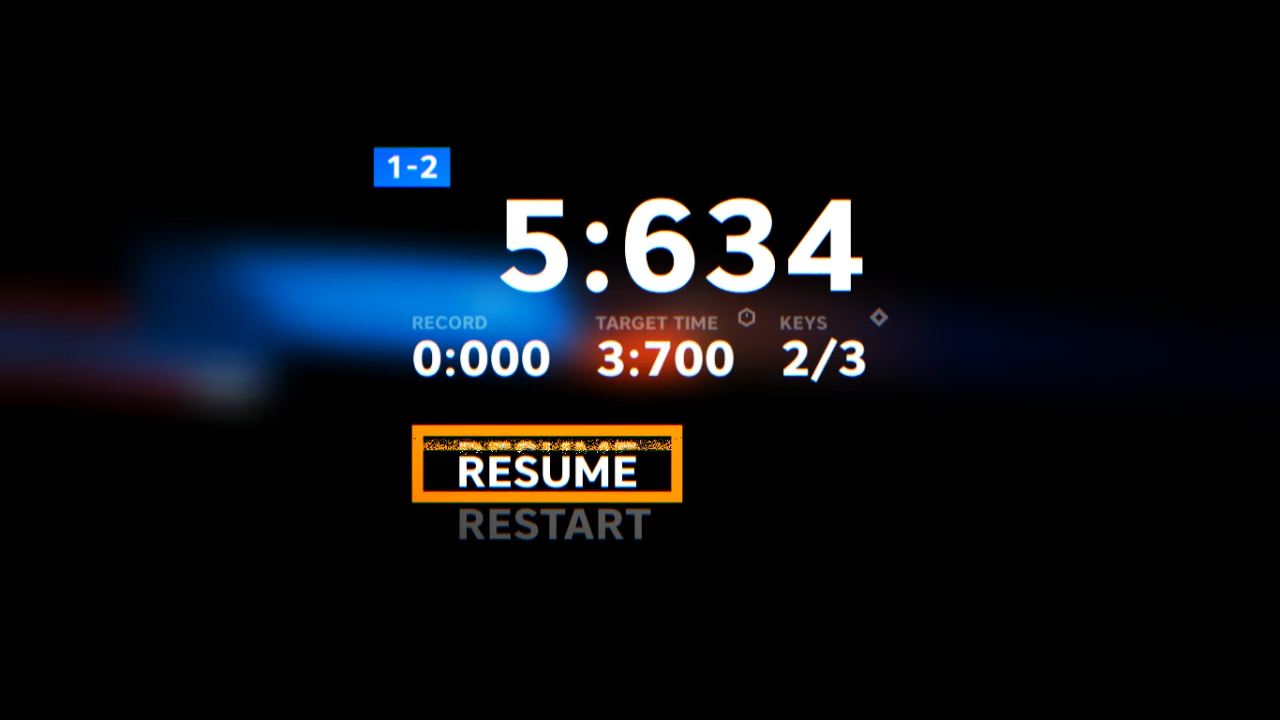 1-2
5:634
RECORD TARGET TIME KEYS
0:000 3:700 2/3
RESUME
RESTART